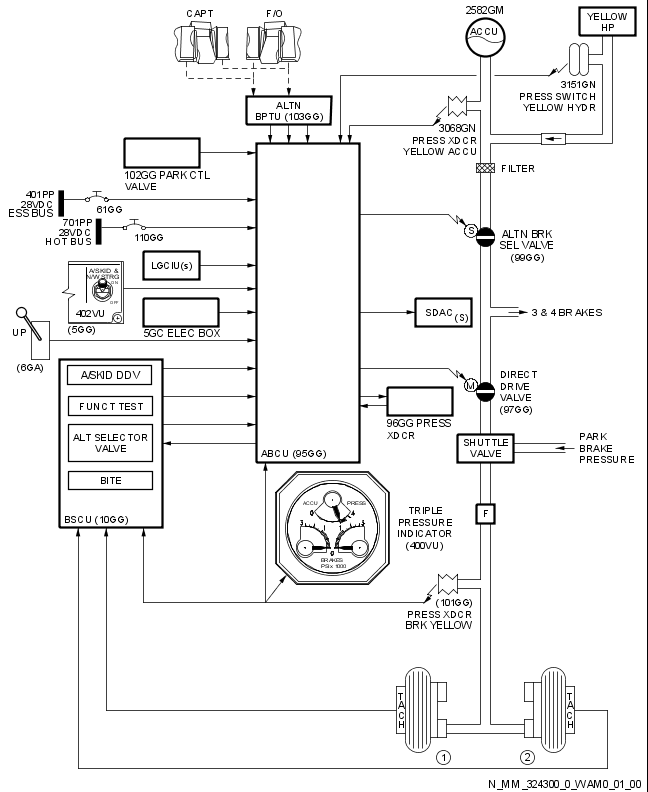 CAPT
F/O
2582GM
ACCU
YELLOW
HP
3151GN
PRESS SWITCH
YELLOW HYDR
ALTN
BPTU (103GG)
3068GN
PRESS XDCR
YELLOW ACCU
FILTER
102GG PARK CTL
VALVE
401PP
28VDC
ESS BUS
61GG
701PP
28VDC
HOT BUS
110GG
S
ALTN BRK
SEL VALVE
(99GG)
LGCIU(s)
A/SKID &
N/W STRG
ON
OFF
402VU
(5GG)
5GC ELEC BOX
SDAC (S)
3 & 4 BRAKES
UP
(6GA)
A/SKID DDV
FUNCT TEST
ALT SELECTOR
VALVE
BITE
BSCU (10GG)
M
DIRECT
DRIVE
VALVE
(97GG)
96GG PRESS
XDCR
ABCU (95GG)
SHUTTLE
VALVE
PARK
BRAKE
PRESSURE
ACCU
PRESS
0
4
3
1
1
3
0
BRAKES
PSI x 1000
TRIPLE
PRESSURE
INDICATOR
(400VU)
F
(101GG)
PRESS XDCR
BRK YELLOW
TACH
TACH
1
2
N_MM_324300_0_WAM0_01_00